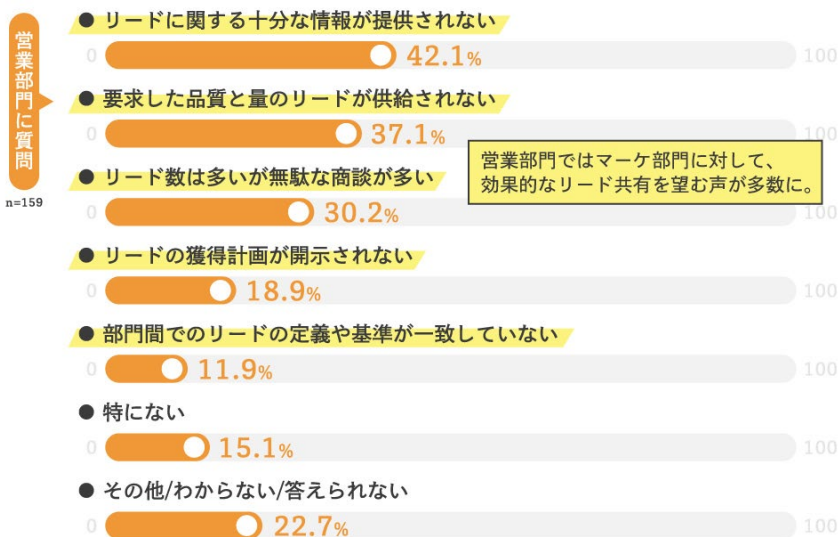 営業部門に質問
n=159
● リードに関する十分な情報が提供されない
0 42.1% 100
● 要求した品質と量のリードが供給されない
0 37.1% 100
営業部門ではマーケ部門に対して、
効果的なリード共有を望む声が多数に。
● リード数は多いが無駄な商談が多い
0 30.2% 100
● リードの獲得計画が開示されない
0 18.9% 100
● 部門間でのリードの定義や基準が一致していない
0 11.9% 100
● 特にない
0 15.1% 100
● その他/わからない/答えられない
0 22.7% 100